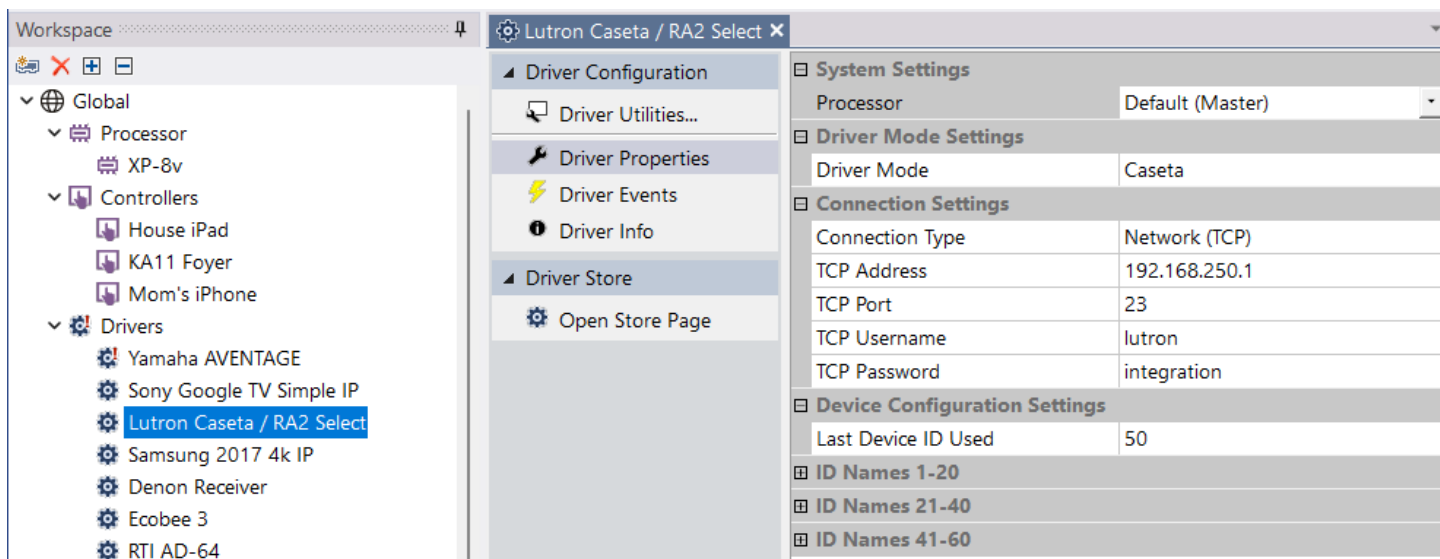 Workspace
Global
Processor
XP-8v
Controllers
House iPad
KA11 Foyer
Mom's iPhone
Drivers
Yamaha AVENTAGE
Sony Google TV Simple IP
Lutron Caseta / RA2 Select
Samsung 2017 4k IP
Denon Receiver
Ecobee 3
RTI AD-64
Lutron Caseta / RA2 Select
Driver Configuration
Driver Utilities...
Driver Properties
Driver Events
Driver Info
Driver Store
Open Store Page
System Settings
Processor Default (Master)
Driver Mode Settings
Driver Mode Caseta
Connection Settings
Connection Type Network (TCP)
TCP Address 192.168.250.1
TCP Port 23
TCP Username lutron
TCP Password integration
Device Configuration Settings
Last Device ID Used 50
ID Names 1-20
ID Names 21-40
ID Names 41-60